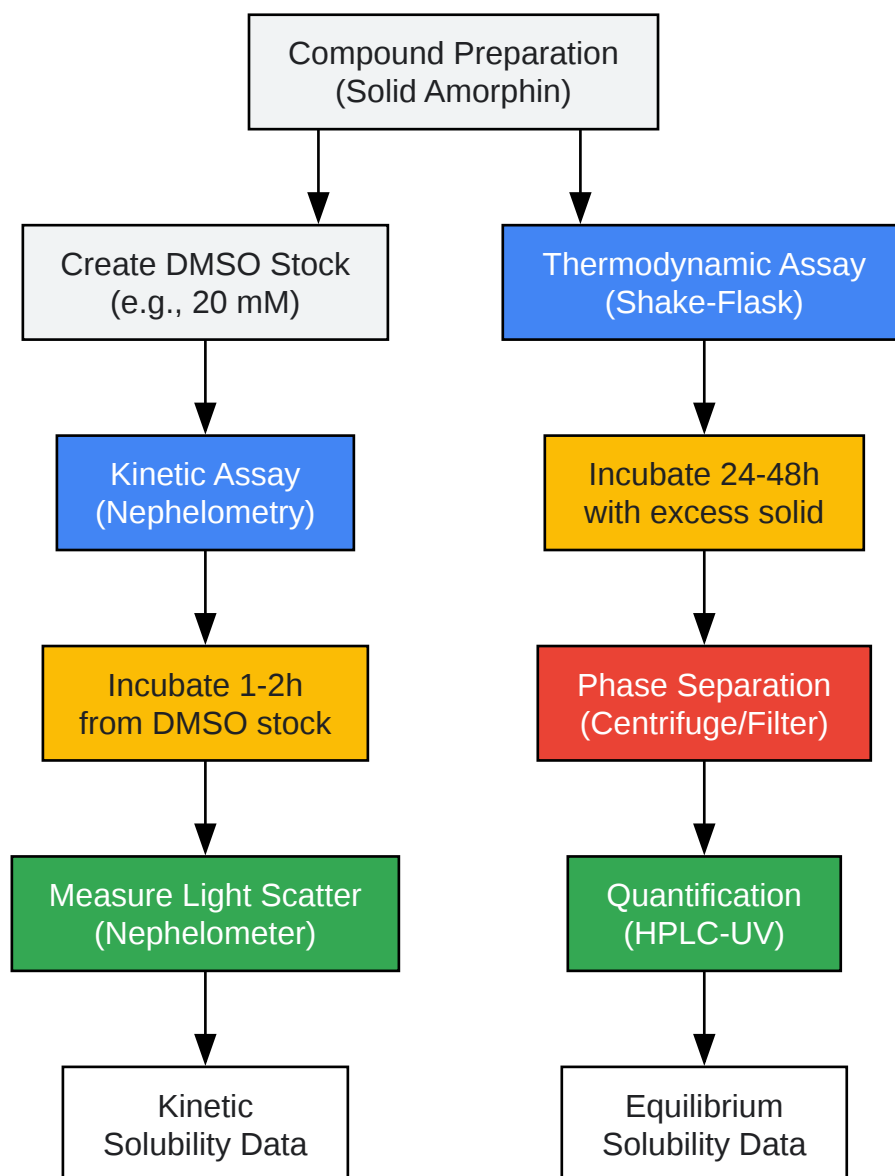 Compound Preparation
(Solid Amorphin)
Create DMSO Stock
(e.g., 20 mM)
Thermodynamic Assay
(Shake-Flask)
Kinetic Assay
(Nephelometry)
Incubate 24-48h
with excess solid
Incubate 1-2h
from DMSO stock
Phase Separation
(Centrifuge/Filter)
Measure Light Scatter
(Nephelometer)
Quantification
(HPLC-UV)
Kinetic
Solubility Data
Equilibrium
Solubility Data